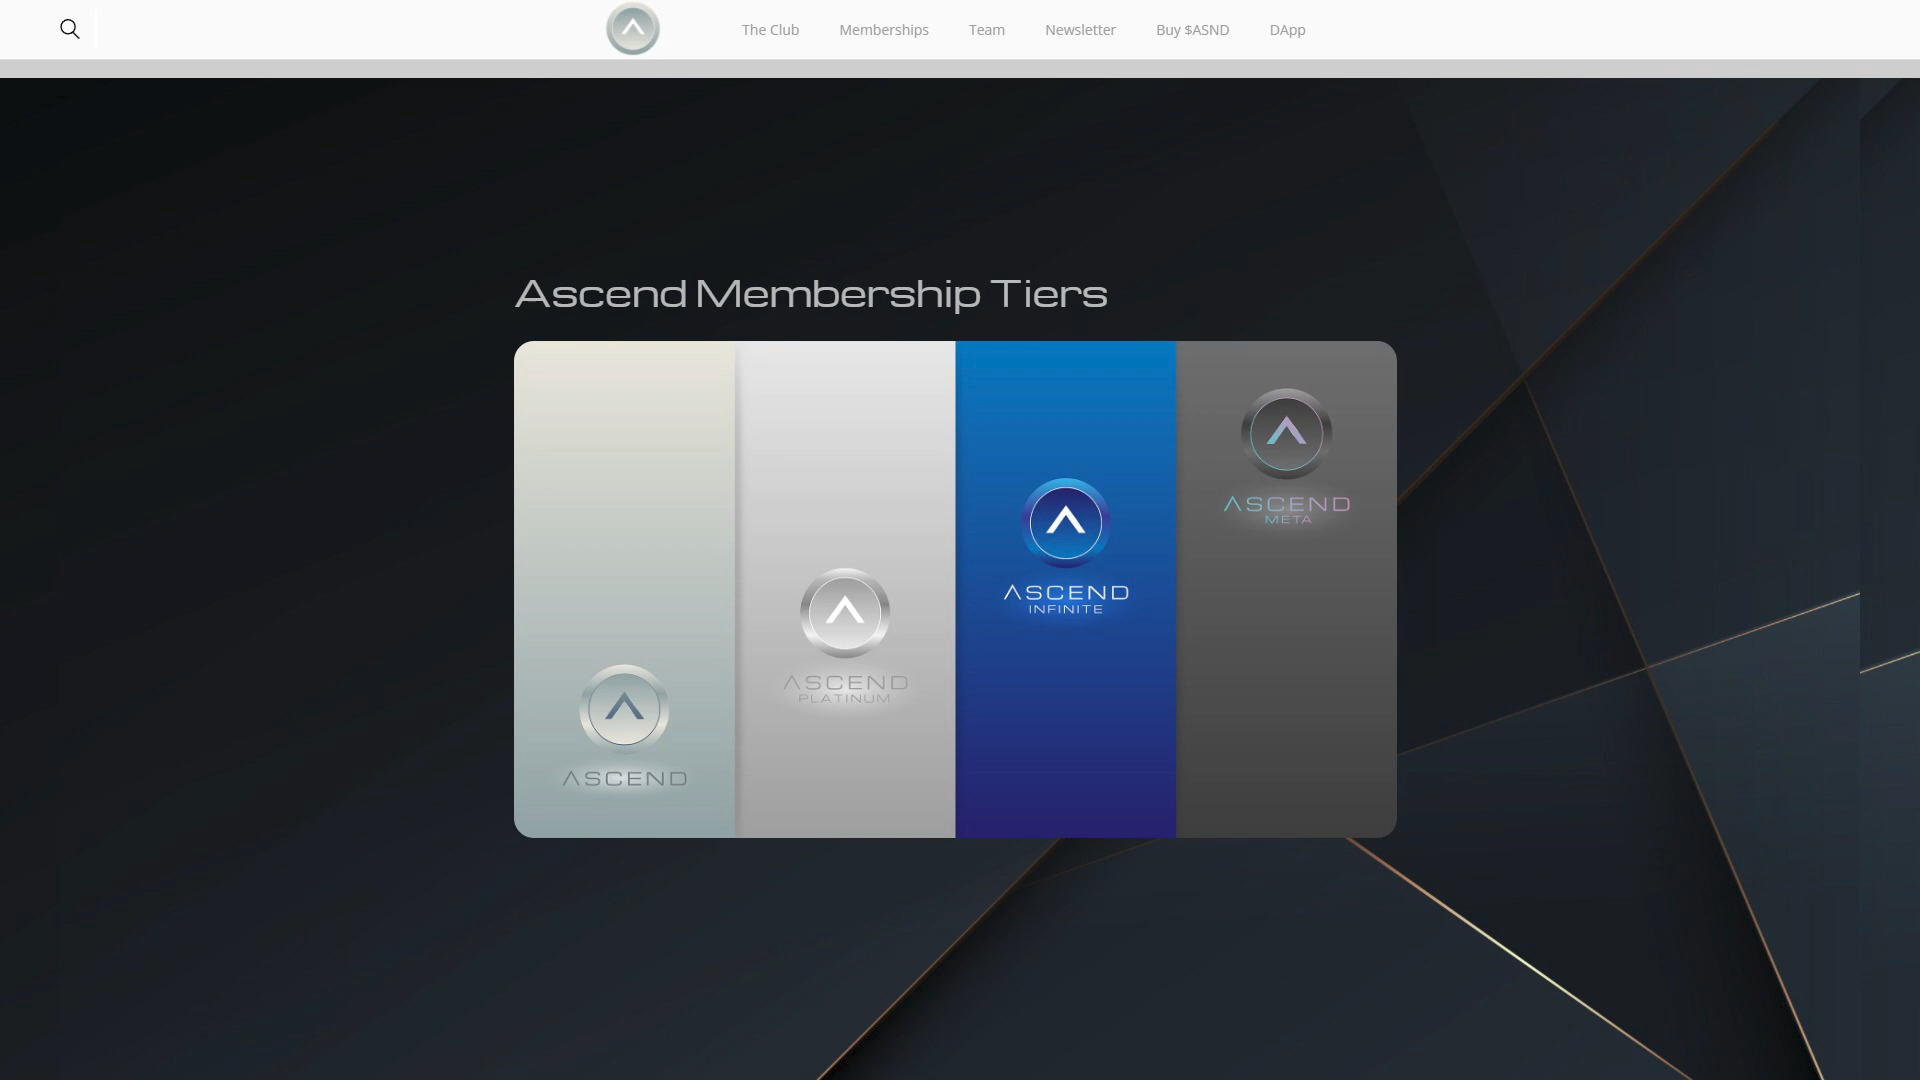 The Club
Memberships
Team
Newsletter
Buy $ASND
DApp
Ascend Membership Tiers
ASCEND
META
ASCEND
INFINITE
ASCEND
PLATINUM
ASCEND